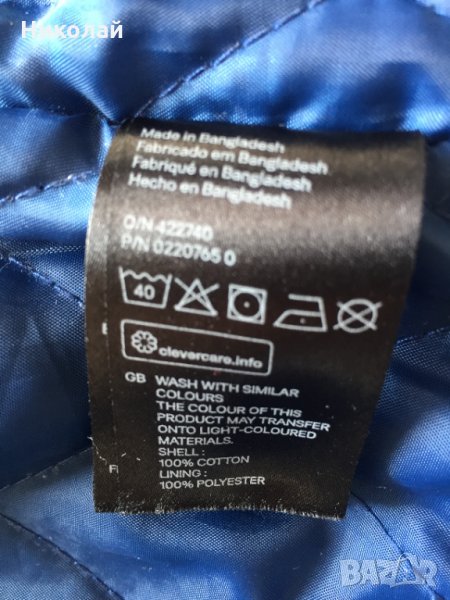 Николай
Made in Bangladesh
Fabricado em Bangladesh
Fabriqué en Bangladesh
Hecho en Bangladesh
O/N 422740
P/N 0220765 0
40
clevercare.info
GB WASH WITH SIMILAR
COLOURS
THE COLOUR OF THIS
PRODUCT MAY TRANSFER
ONTO LIGHT-COLOURED
MATERIALS.
SHELL :
100% COTTON
LINING :
100% POLYESTER
BAZAR